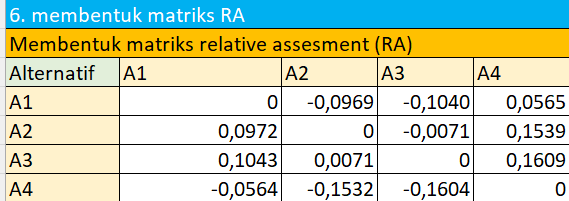 6. membentuk matriks RA
Membentuk matriks relative assesment (RA)
Alternatif A1 A2 A3 A4
A1 0 -0,0969 -0,1040 0,0565
A2 0,0972 0 -0,0071 0,1539
A3 0,1043 0,0071 0 0,1609
A4 -0,0564 -0,1532 -0,1604 0